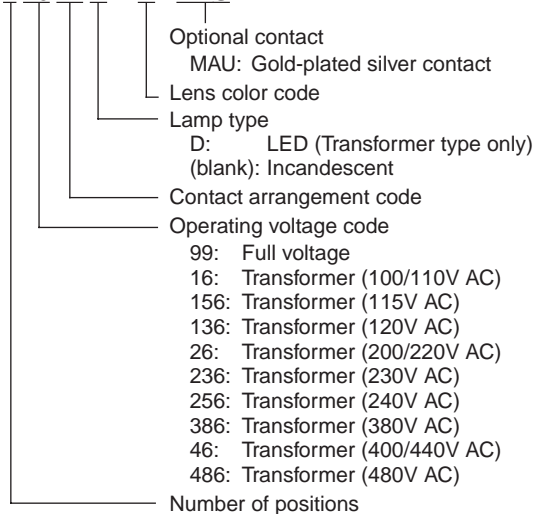 Optional contact
MAU: Gold-plated silver contact
Lens color code
Lamp type
D: LED (Transformer type only)
(blank): Incandescent
Contact arrangement code
Operating voltage code
99: Full voltage
16: Transformer (100/110V AC)
156: Transformer (115V AC)
136: Transformer (120V AC)
26: Transformer (200/220V AC)
236: Transformer (230V AC)
256: Transformer (240V AC)
386: Transformer (380V AC)
46: Transformer (400/440V AC)
486: Transformer (480V AC)
Number of positions